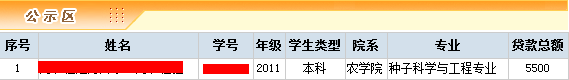 公示区
序号 姓名 学号 年级 学生类型 院系 专业 贷款总额
1 2011 本科 农学院 种子科学与工程专业 5500